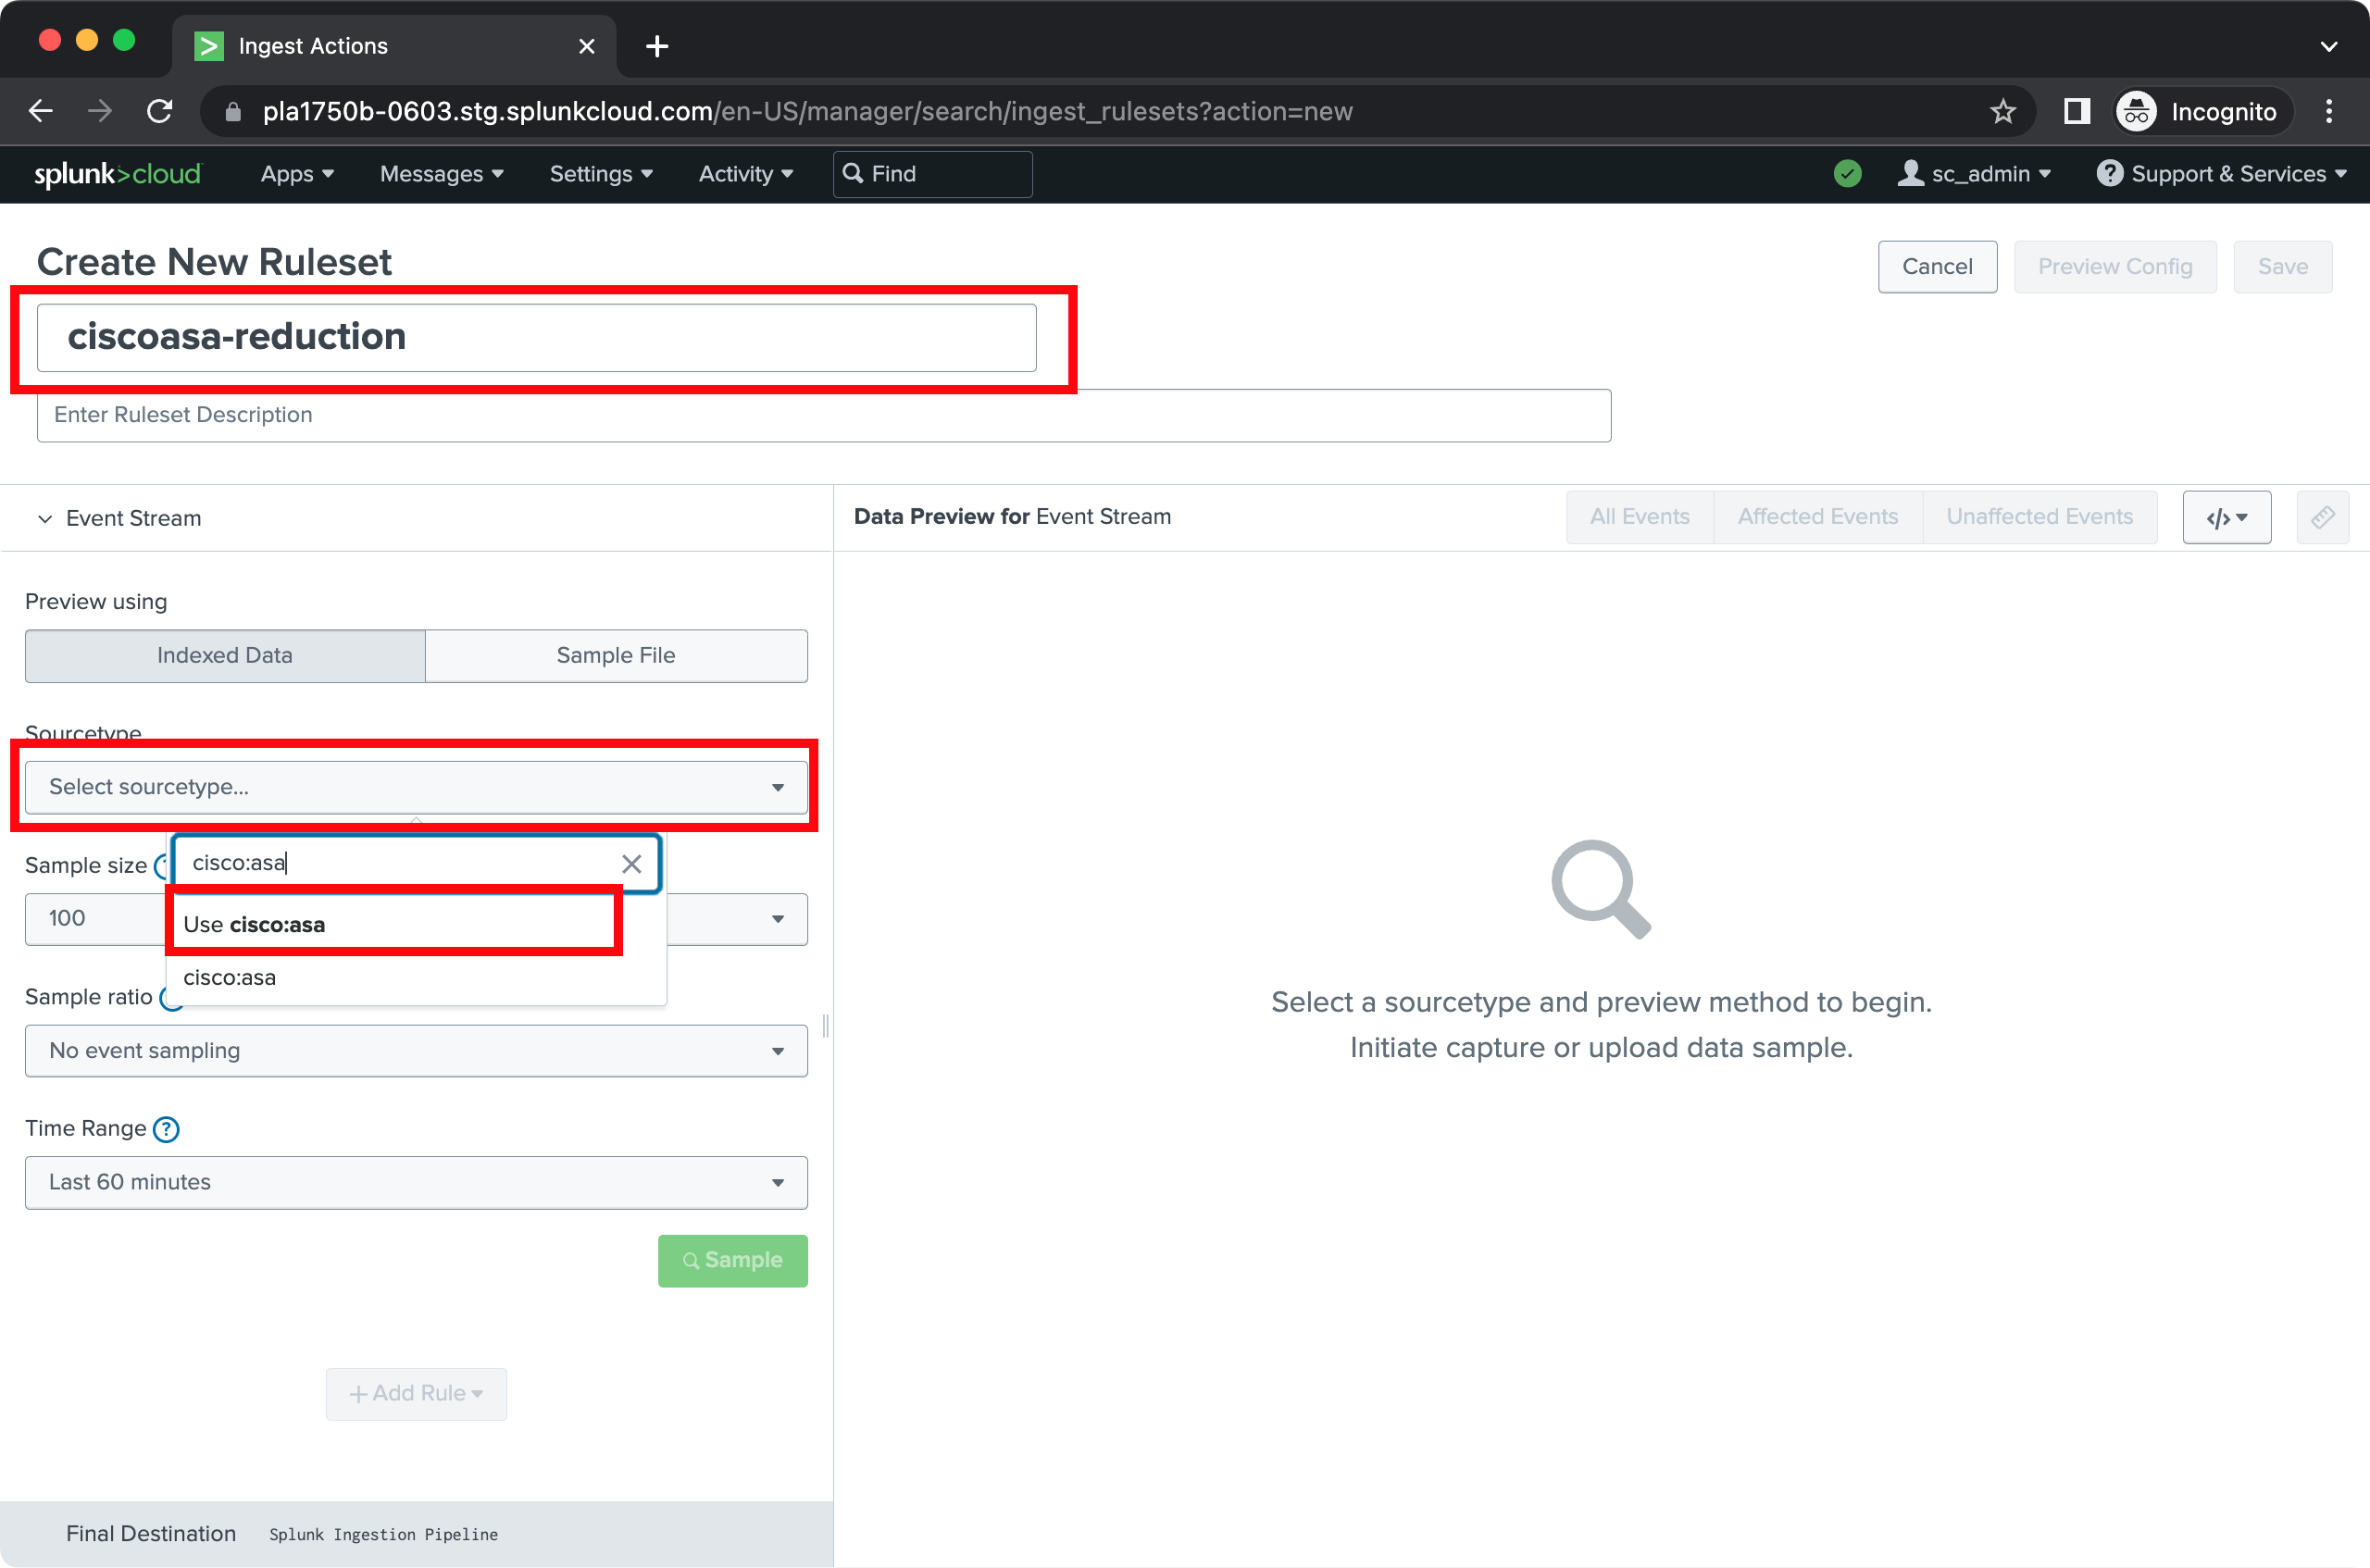 Ingest Actions
pla1750b-0603.stg.splunkcloud.com/en-US/manager/search/ingest_rulesets?action=new
Incognito
splunk>cloud Apps Messages Settings Activity Find sc_admin Support & Services
Create New Ruleset
Cancel Preview Config Save
ciscoasa-reduction
Enter Ruleset Description
Event Stream
Data Preview for Event Stream
All Events Affected Events Unaffected Events
Preview using
Indexed Data Sample File
Sourcetype
Select sourcetype...
cisco:asa
Sample size
Use cisco:asa
100
cisco:asa
Sample ratio
No event sampling
Time Range ?
Last 60 minutes
Sample
+ Add Rule
Final Destination Splunk Ingestion Pipeline
Select a sourcetype and preview method to begin.
Initiate capture or upload data sample.